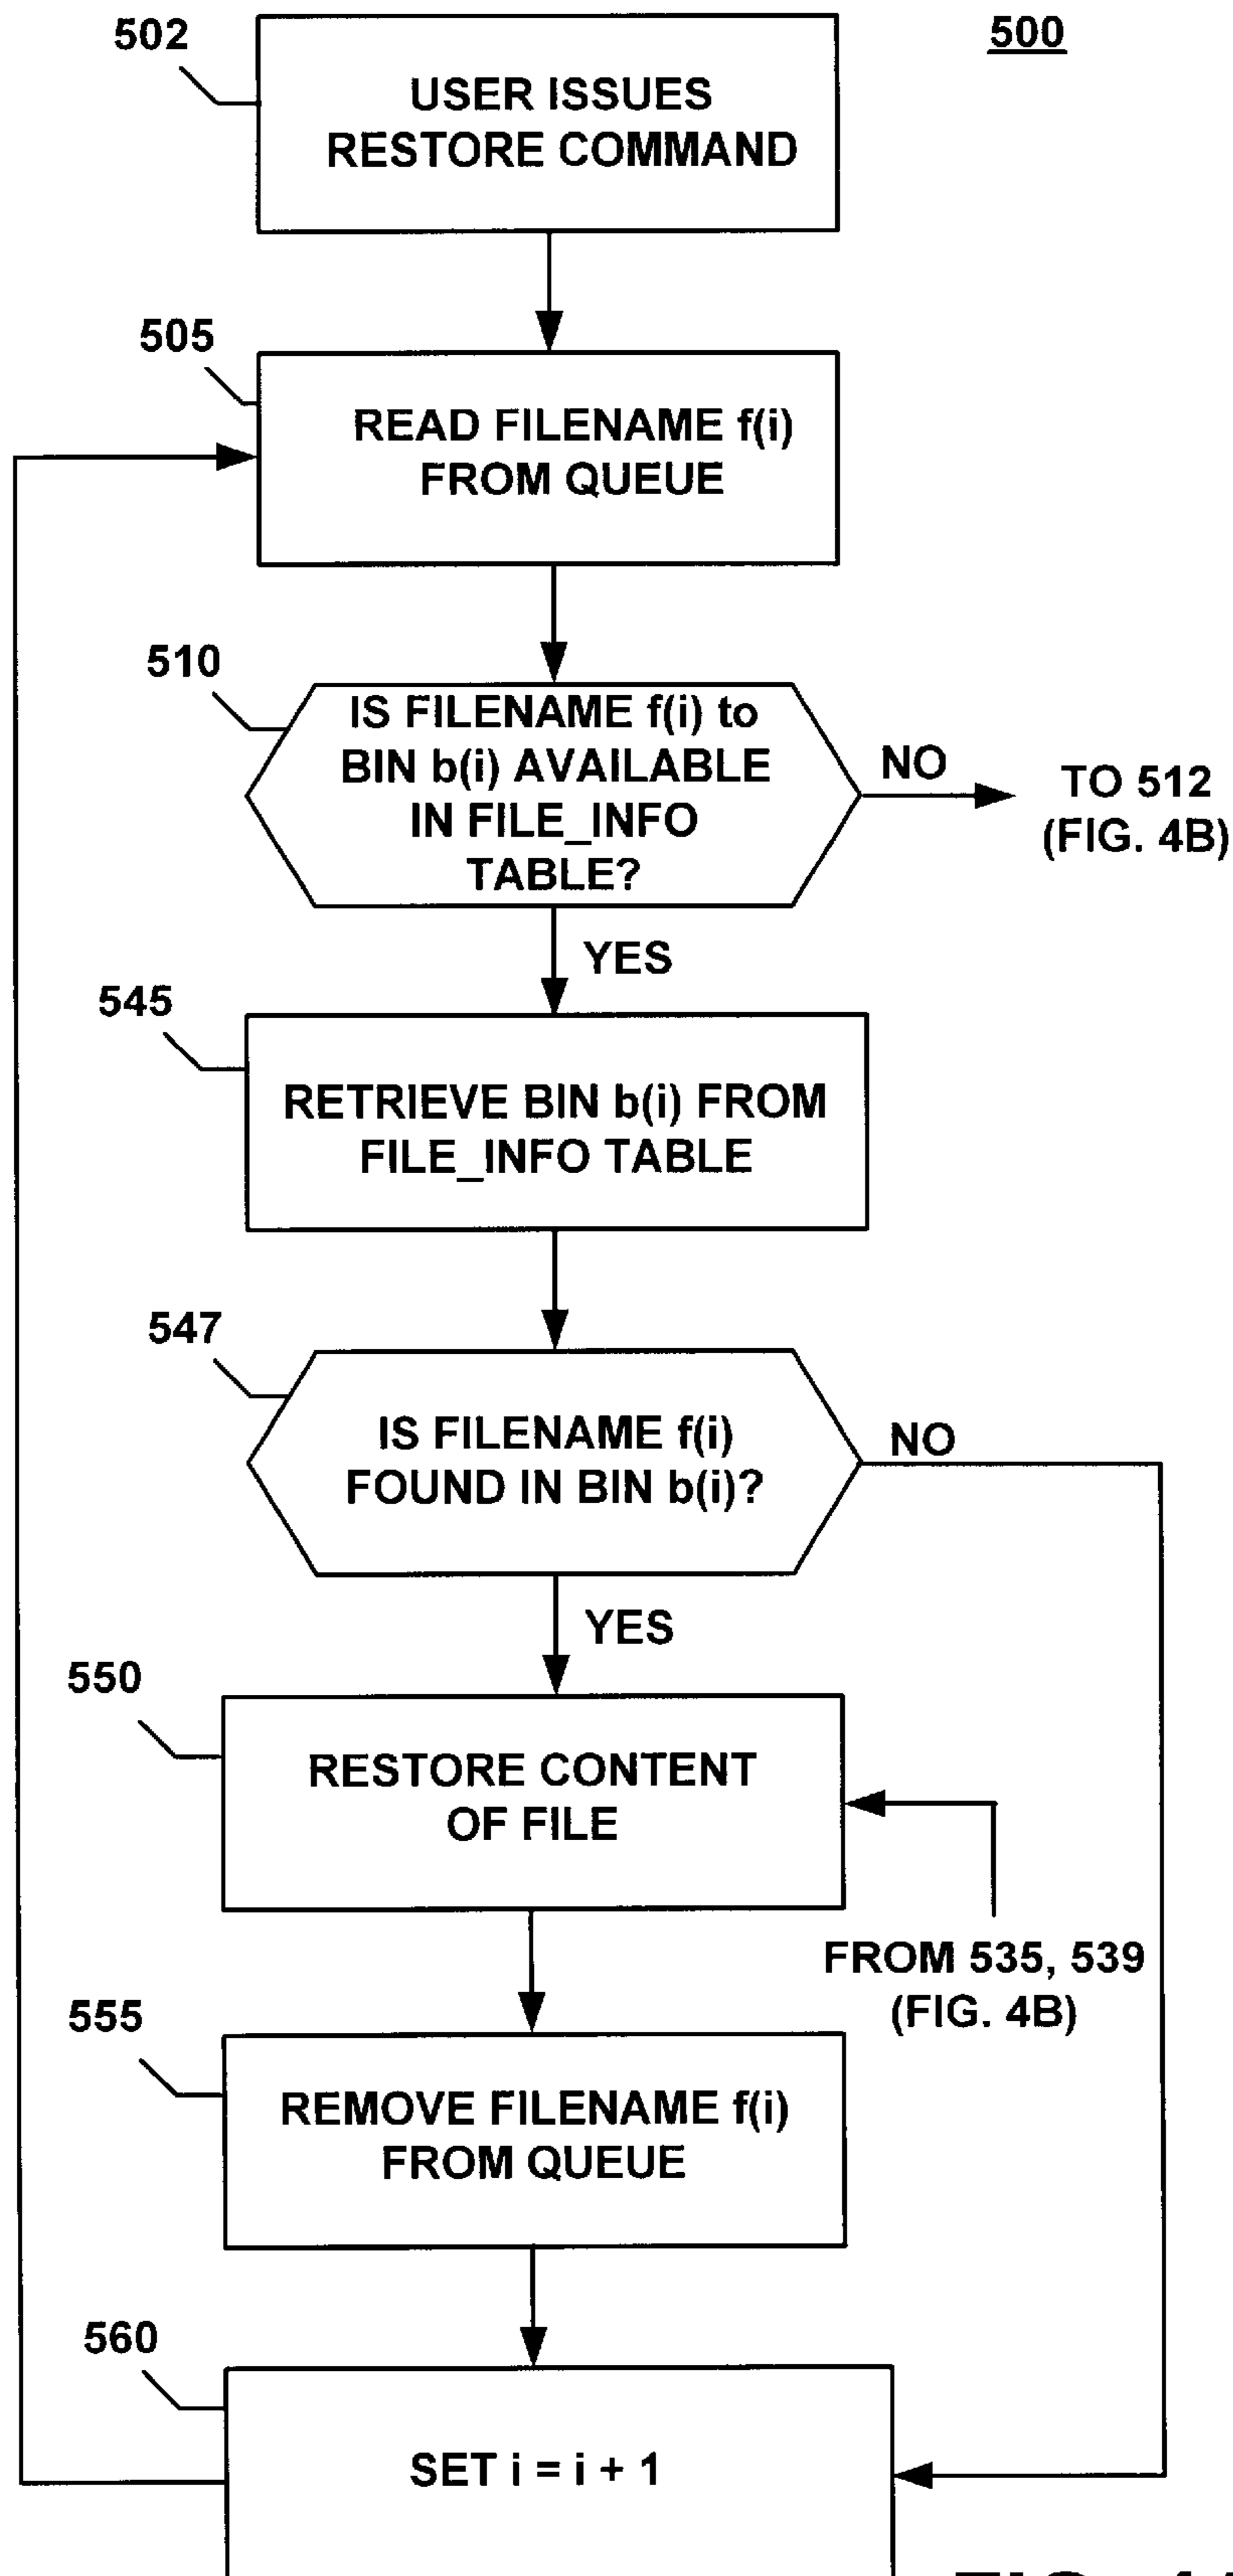 502
500
USER ISSUES
RESTORE COMMAND
505
READ FILENAME f(i)
FROM QUEUE
510
IS FILENAME f(i) to
BIN b(i) AVAILABLE
IN FILE_INFO
TABLE?
NO
TO 512
(FIG. 4B)
YES
545
RETRIEVE BIN b(i) FROM
FILE_INFO TABLE
547
IS FILENAME f(i)
FOUND IN BIN b(i)?
NO
YES
550
RESTORE CONTENT
OF FILE
FROM 535, 539
(FIG. 4B)
555
REMOVE FILENAME f(i)
FROM QUEUE
560
SET i = i + 1